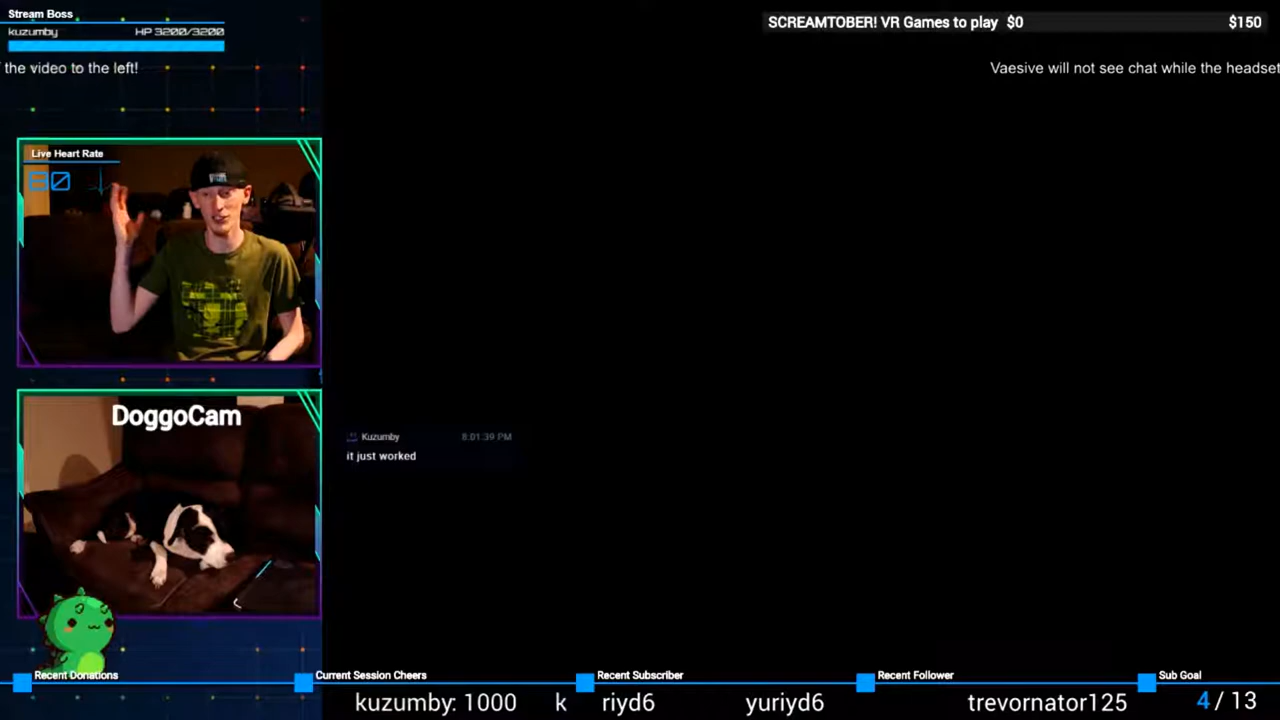 Stream Boss
kuzumby HP 3200/3200
the video to the left!
SCREAMTOBER! VR Games to play $0 $150
Vaesive will not see chat while the headset
Live Heart Rate
80
DoggoCam
Kuzumby 8:01:39 PM
it just worked
Recent Donations
Current Session Cheers
kuzumby: 1000 k
Recent Subscriber
riyd6 yuriyd6
Recent Follower
trevornator125
Sub Goal
4 / 13